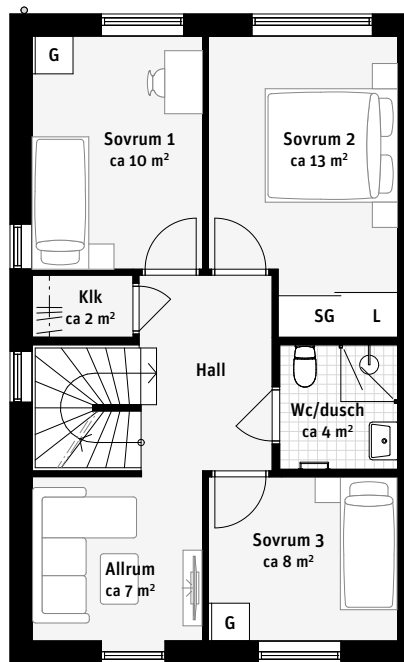 G
Sovrum 1
ca 10 m²
Sovrum 2
ca 13 m²
Klk
ca 2 m²
SG
L
Hall
Wc/dusch
ca 4 m²
Allrum
ca 7 m²
Sovrum 3
ca 8 m²
G